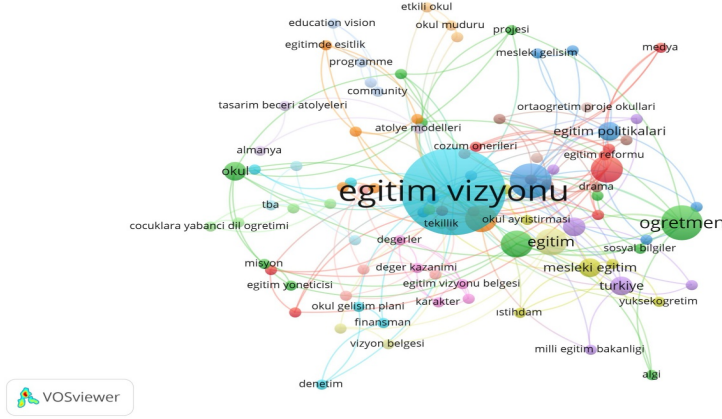 etkili okul
education vision
okul muduru
projesi
egitimde esitlik
medya
mesleki gelisim
programme
community
tasarim beceri atolyeleri
ortaogretim proje okullari
atolye modelleri
egitim politikalari
cozum onerileri
almanya
egitim reformu
okul
egitim vizyonu
drama
tba
okul ayristirmasi
tekillik
ogretmen
cocuklara yabanci dil ogretimi
degerler
egitim
sosyal bilgiler
misyon
deger kazanimi
mesleki egitim
egitim yoneticisi
egitim vizyonu belgesi
turkiye
okul gelisim plani
karakter
yuksekogretim
finansman
ıstihdam
vizyon belgesi
milli egitim bakanligi
denetim
algi
VOSviewer